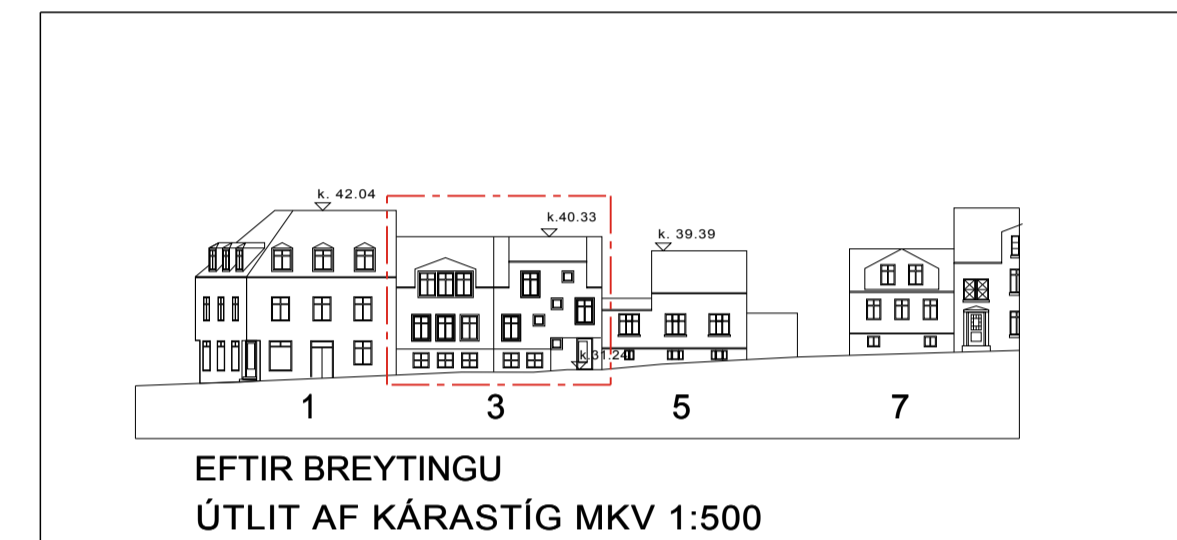 k. 42.04
k.40.33
k. 39.39
k.31.24
1 3 5 7
EFTIR BREYTINGU
ÚTLIT AF KÁRASTÍG MKV 1:500